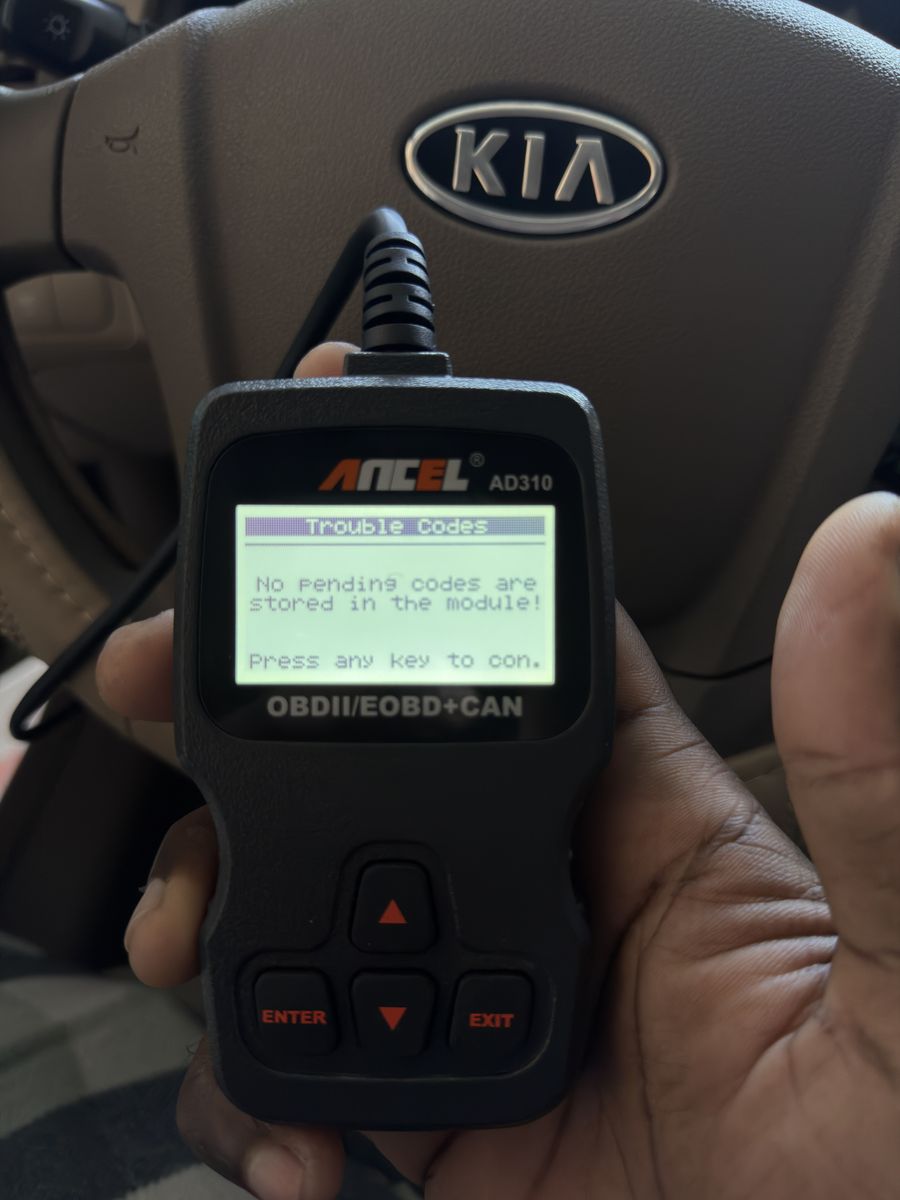 KIA
ANCEL® AD310
Trouble Codes
No pending codes are
stored in the module!
Press any key to con.
OBDII/EOBD+CAN
ENTER
EXIT